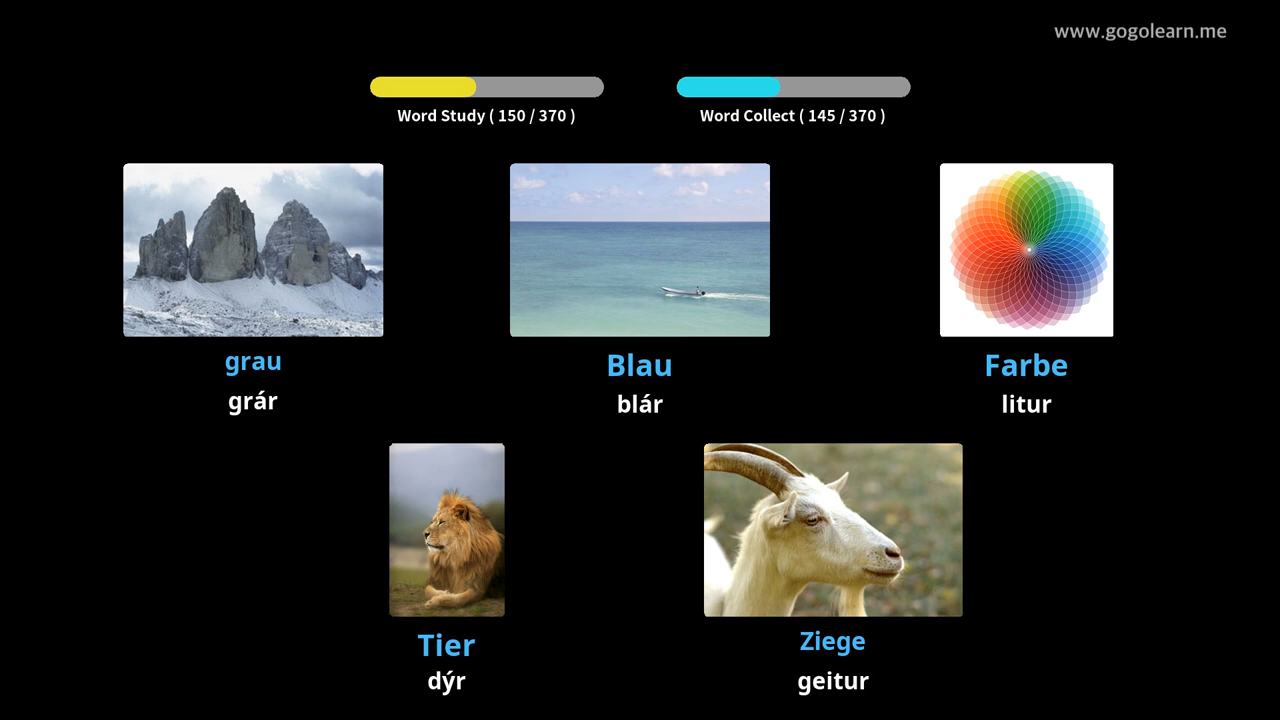 www.gogolearn.me
Word Study ( 150 / 370 )
Word Collect ( 145 / 370 )
grau
grár
Blau
blár
Farbe
litur
Tier
dýr
Ziege
geitur